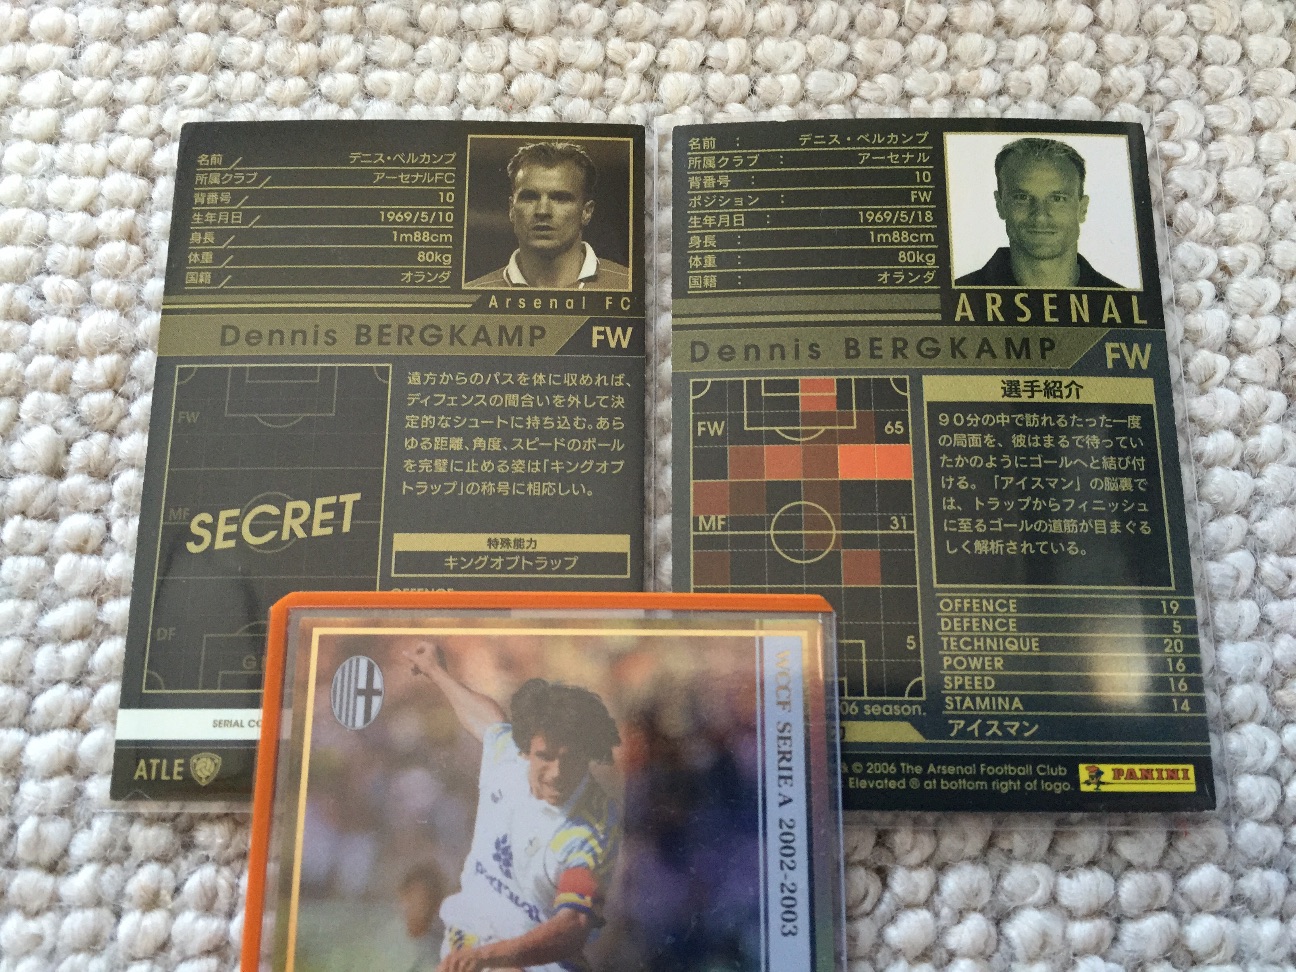 名前 / デニス・ベルカンプ
所属クラブ / アーセナルFC
背番号 / 10
生年月日 / 1969/5/10
身長 / 1m88cm
体重 / 80kg
国籍 / オランダ
Arsenal FC
Dennis BERGKAMP FW
遠方からのパスを体に収めれば、
ディフェンスの間合いを外して決
定的なシュートに持ち込む。あら
ゆる距離、角度、スピードのボール
を完璧に止める姿は「キングオブ
トラップ」の称号に相応しい。
FW
MF
SECRET
DF
特殊能力
キングオブトラップ
ATLE
名前 : デニス・ベルカンプ
所属クラブ : アーセナル
背番号 : 10
ポジション : FW
生年月日 : 1969/5/18
身長 : 1m88cm
体重 : 80kg
国籍 : オランダ
ARSENAL
Dennis BERGKAMP FW
FW 65
MF 31
5
選手紹介
90分の中で訪れるたった一度
の局面を、彼はまるで待ってい
たかのようにゴールへと結び付
ける。「アイスマン」の脳裏で
は、トラップからフィニッシュ
に至るゴールの道筋が目まぐる
しく解析されている。
OFFENCE 19
DEFENCE 5
TECHNIQUE 20
POWER 16
SPEED 16
STAMINA 14
06 season.
アイスマン
& © 2006 The Arsenal Football Club
Elevated ® at bottom right of logo.
PANINI
WCCF SERIE A 2002-2003